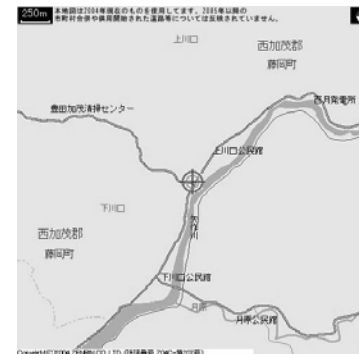 250m
本地図は2004年現在のものを使用してます。2005年以降の
市町村合併や供用開始された道路等については反映されていません。
上川口
西加茂郡
藤岡町
豊田加茂清掃センター
西月発電所
上川口公民館
下川口
矢作川
西加茂郡
藤岡町
下川口公民館
月原
月原公民館